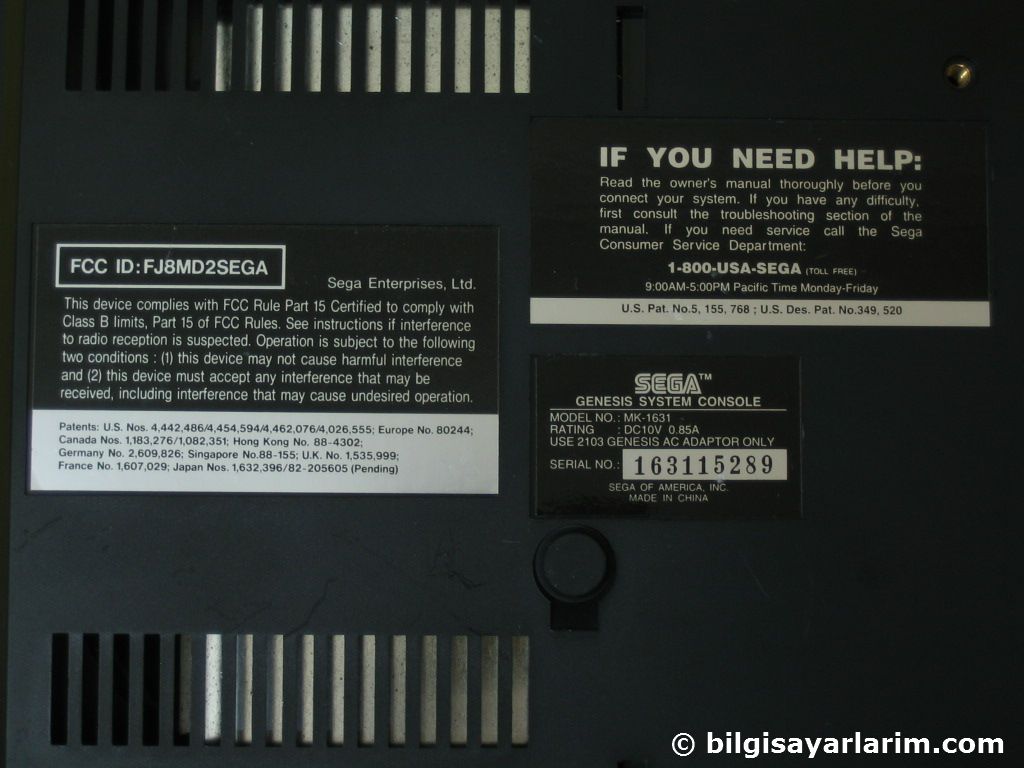 IF YOU NEED HELP:
Read the owner's manual thoroughly before you
connect your system. If you have any difficulty,
first consult the troubleshooting section of the
manual. If you need service call the Sega
Consumer Service Department:
1-800-USA-SEGA (TOLL FREE)
9:00AM-5:00PM Pacific Time Monday-Friday
U.S. Pat. No.5, 155, 768 ; U.S. Des. Pat. No.349, 520
FCC ID:FJ8MD2SEGA
Sega Enterprises, Ltd.
This device complies with FCC Rule Part 15 Certified to comply with
Class B limits, Part 15 of FCC Rules. See instructions if interference
to radio reception is suspected. Operation is subject to the following
two conditions : (1) this device may not cause harmful interference
and (2) this device must accept any interference that may be
received, including interference that may cause undesired operation.
Patents: U.S. Nos. 4,442,486/4,454,594/4,462,076/4,026,555; Europe No. 80244;
Canada Nos. 1,183,276/1,082,351; Hong Kong No. 88-4302;
Germany No. 2,609,826; Singapore No.88-155; U.K. No. 1,535,999;
France No. 1,607,029; Japan Nos. 1,632,396/82-205605 (Pending)
SEGA™
GENESIS SYSTEM CONSOLE
MODEL NO.: MK-1631
RATING : DC10V 0.85A
USE 2103 GENESIS AC ADAPTOR ONLY
SERIAL NO.: 163115289
SEGA OF AMERICA, INC.
MADE IN CHINA
© bilgisayarlarim.com